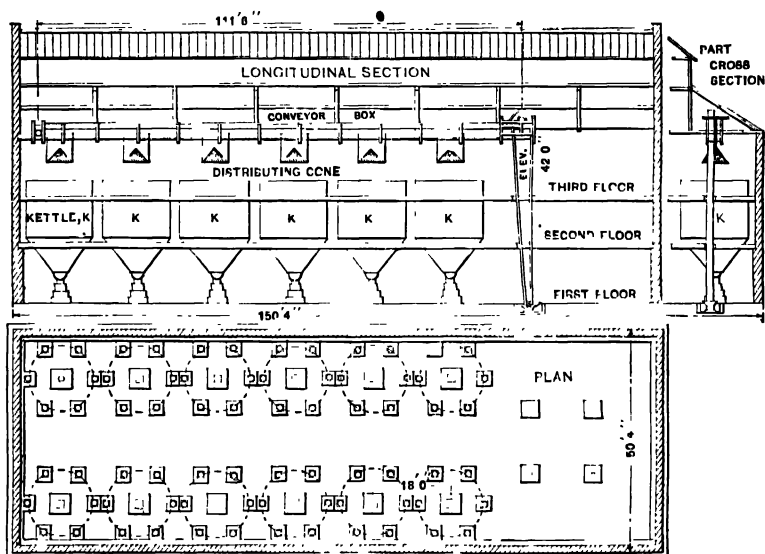 111'6"
LONGITUDINAL SECTION
PART
CROSS
SECTION
CONVEYOR BOX
DISTRIBUTING CONE
ELEV. 42'0"
THIRD FLOOR
KETTLE, K
K
K
K
K
K
K
SECOND FLOOR
FIRST FLOOR
150'4"
PLAN
50'4"
18'0"